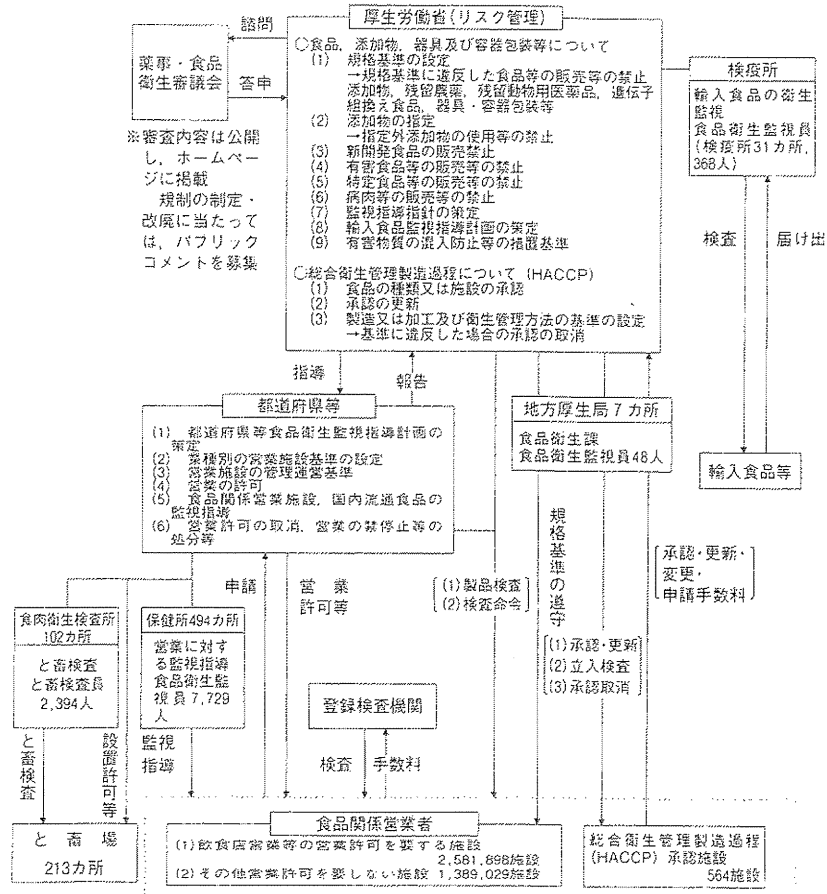 厚生労働省(リスク管理)
諮問
薬事・食品
衛生審議会
答申
※審査内容は公開
し，ホームペー
ジに掲載
規制の制定・
改廃に当たって
は，パブリック
コメントを募集
○食品，添加物，器具及び容器包装等について
(1) 規格基準の設定
→規格基準に違反した食品等の販売等の禁止
添加物，残留農薬，残留動物用医薬品，遺伝子
組換え食品，器具・容器包装等
(2) 添加物の指定
→指定外添加物の使用等の禁止
(3) 新開発食品の販売禁止
(4) 有害食品等の販売等の禁止
(5) 特定食品等の販売等の禁止
(6) 病肉等の販売等の禁止
(7) 監視指導指針の策定
(8) 輸入食品監視指導計画の策定
(9) 有害物質の混入防止等の措置基準
○総合衛生管理製造過程について (HACCP)
(1) 食品の種類又は施設の承認
(2) 承認の更新
(3) 製造又は加工及び衛生管理方法の基準の設定
→基準に違反した場合の承認の取消
検疫所
輸入食品の衛生
監視
食品衛生監視員
(検疫所31カ所，
368人)
検査
届け出
輸入食品等
指導
報告
都道府県等
(1) 都道府県等食品衛生監視指導計画の
策定
(2) 業種別の営業施設基準の設定
(3) 営業施設の管理運営基準
(4) 営業の許可
(5) 食品関係営業施設，国内流通食品の
監視指導
(6) 営業許可の取消，営業の禁停止等の
処分等
地方厚生局7カ所
食品衛生課
食品衛生監視員48人
申請
営業
許可等
(1)製品検査
(2)検査命令
規格基準の遵守
(1)承認・更新
(2)立入検査
(3)承認取消
承認・更新・
変更・
申請手数料
食肉衛生検査所
102カ所
と畜検査
と畜検査員
2,394人
保健所494カ所
営業に対す
る監視指導
食品衛生監
視員7,729
人
と畜検査
設置許可等
監視
指導
登録検査機関
検査
手数料
と畜場
213カ所
食品関係営業者
(1)飲食店営業等の営業許可を要する施設
2,581,898施設
(2)その他営業許可を要しない施設 1,389,029施設
総合衛生管理製造過程
(HACCP) 承認施設
564施設